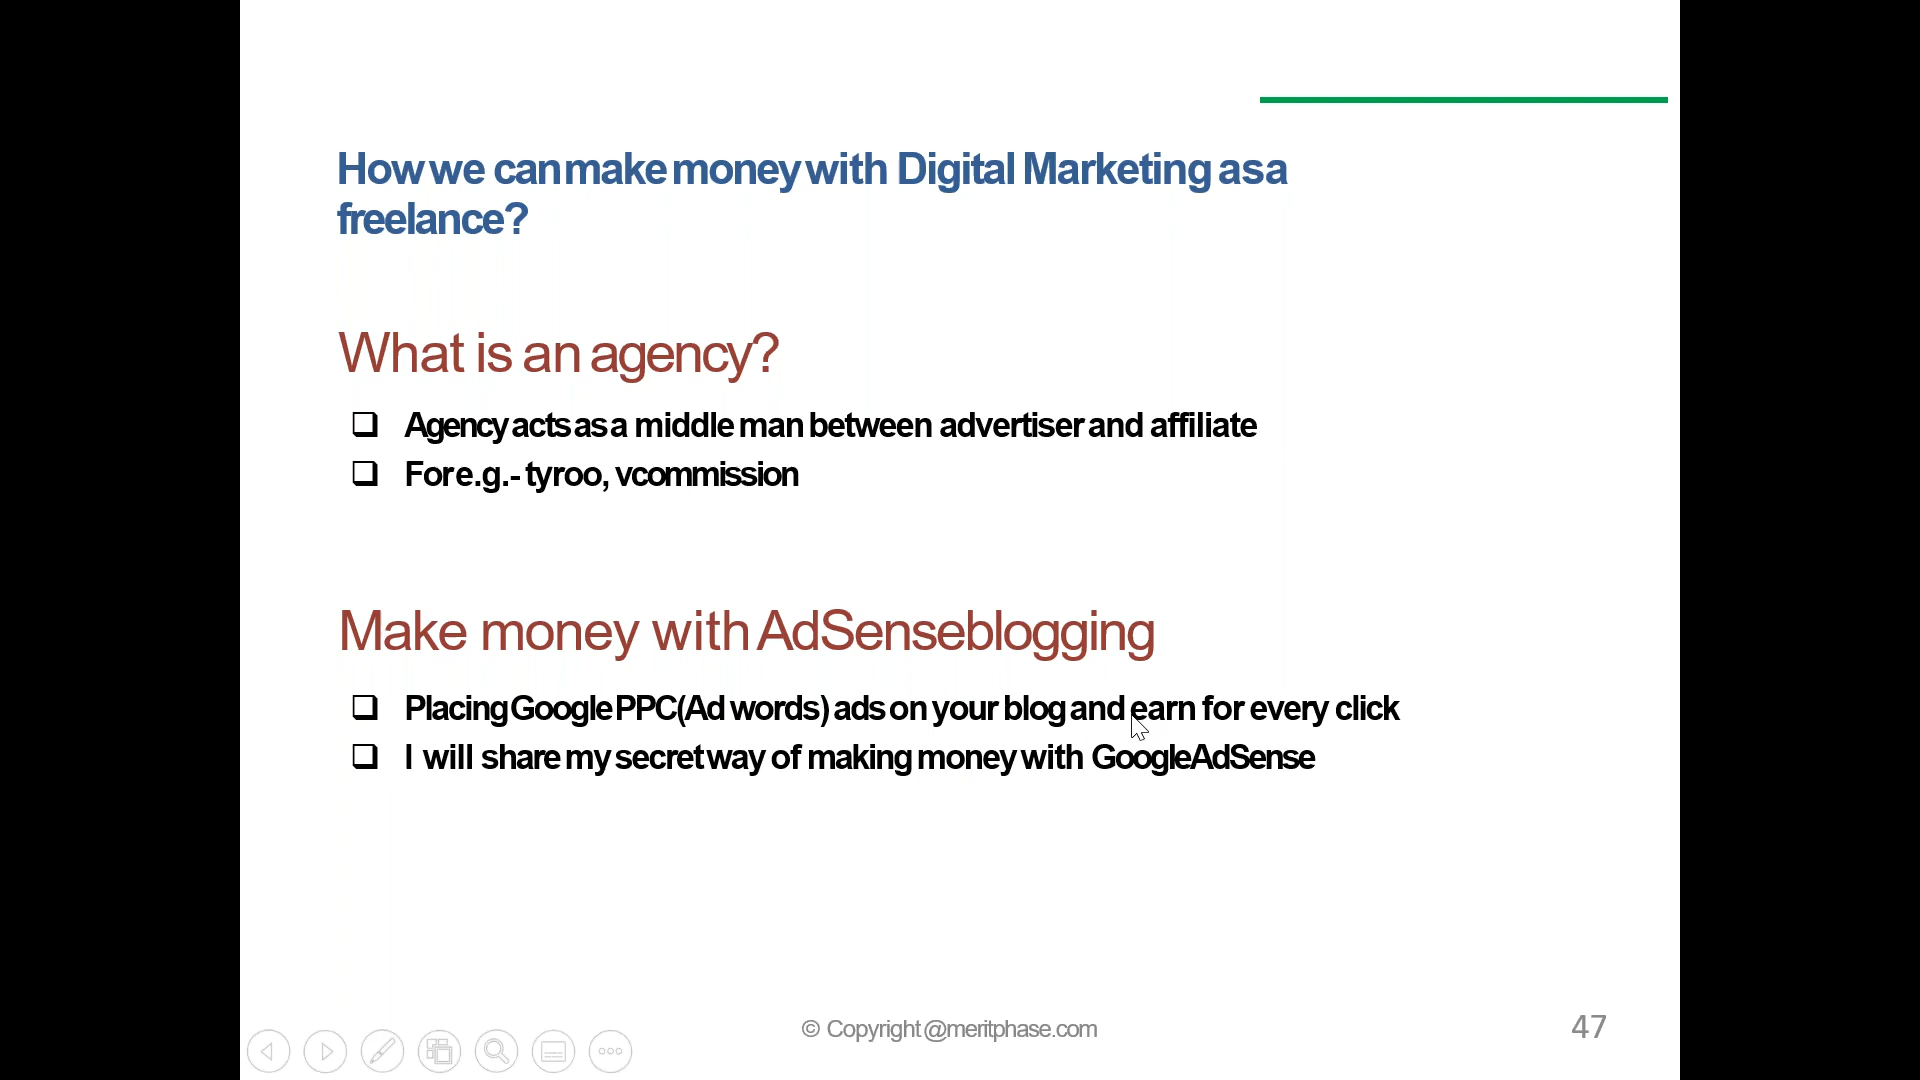 How we can make money with Digital Marketing as a
freelance?
What is an agency?
Agency acts as a middle man between advertiser and affiliate
For e.g.- tyroo, vcommission
Make money with AdSense blogging
Placing Google PPC(Ad words) ads on your blog and earn for every click
I will share my secret way of making money with Google AdSense
© Copyright @meritphase.com
47